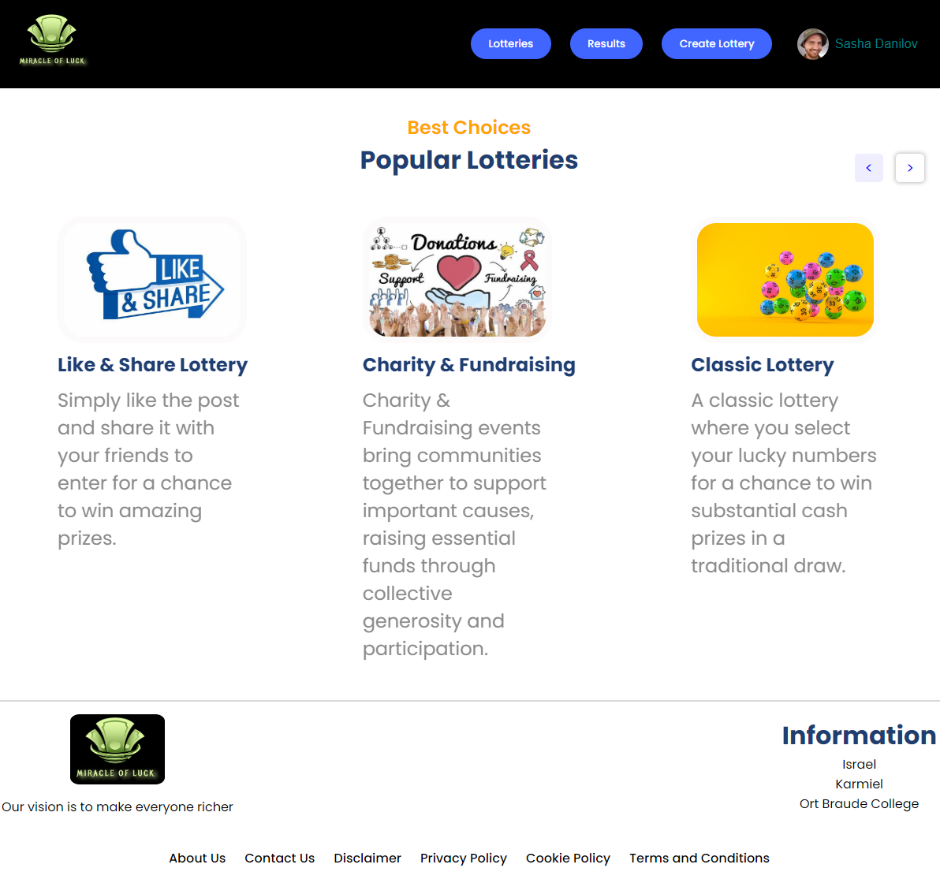 MIRACLE OF LUCK
Lotteries
Results
Create Lottery
Sasha Danilov
Best Choices
Popular Lotteries
<
>
LIKE
& SHARE
Donations
Support
Fundraising
Like & Share Lottery
Simply like the post
and share it with
your friends to
enter for a chance
to win amazing
prizes.
Charity & Fundraising
Charity &
Fundraising events
bring communities
together to support
important causes,
raising essential
funds through
collective
generosity and
participation.
Classic Lottery
A classic lottery
where you select
your lucky numbers
for a chance to win
substantial cash
prizes in a
traditional draw.
MIRACLE OF LUCK
Our vision is to make everyone richer
Information
Israel
Karmiel
Ort Braude College
About Us
Contact Us
Disclaimer
Privacy Policy
Cookie Policy
Terms and Conditions